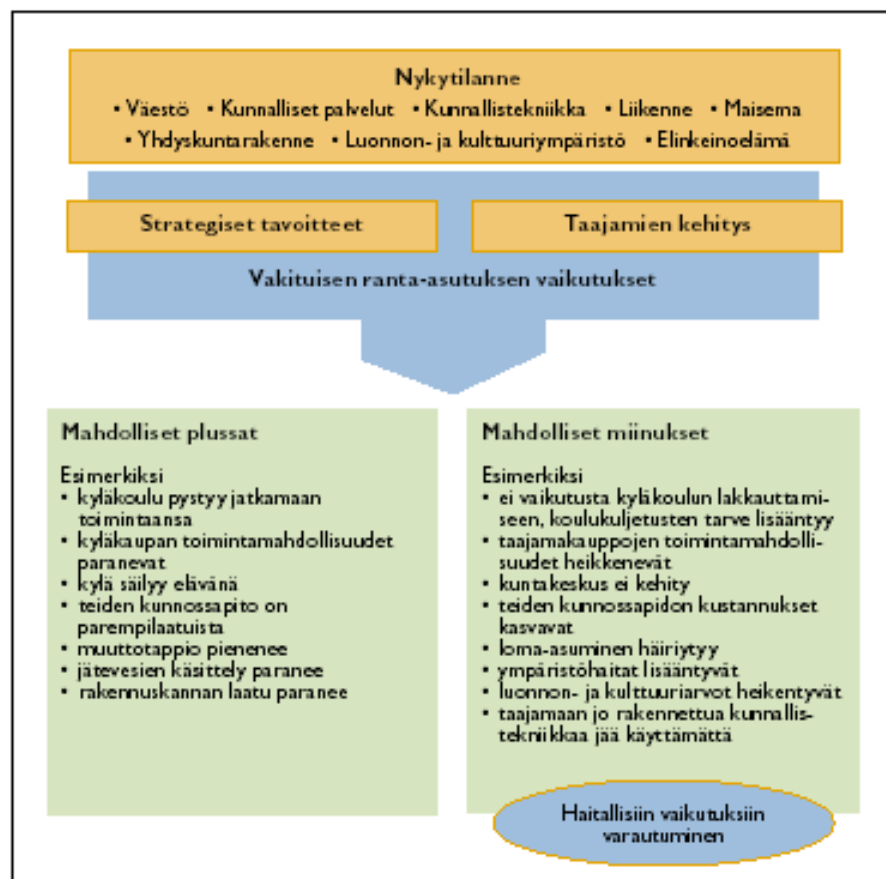 Nykytilanne
• Väestö • Kunnalliset palvelut • Kunnallistekniikka • Liikenne • Maisema
• Yhdyskuntarakenne • Luonnon- ja kulttuuriympäristö • Elinkeinoelämä
Strategiset tavoitteet
Taajamien kehitys
Vakituisen ranta-asutuksen vaikutukset
Mahdolliset plussat
Esimerkiksi
• kyläkoulu pystyy jatkamaan
toimintaansa
• kyläkaupan toimintamahdollisuudet
paranevat
• kylä säilyy elävänä
• teiden kunnossapito on
parempilaatuista
• muuttotappio pienenee
• jätevesien käsittely paranee
• rakennuskannan laatu paranee
Mahdolliset miinukset
Esimerkiksi
• ei vaikutusta kyläkoulun lakkauttami-
seen, koulukuljetusten tarve lisääntyy
• taajamakauppojen toimintamahdolli-
suudet heikkenevät
• kuntakeskus ei kehity
• teiden kunnossapidon kustannukset
kasvavat
• loma-asuminen häiriytyy
• ympäristöhaitat lisääntyvät
• luonnon- ja kulttuuriarvot heikentyvät
• taajamaan jo rakennettua kunnallis-
tekniikkaa jää käyttämättä
Haitallisiin vaikutuksiin
varautuminen